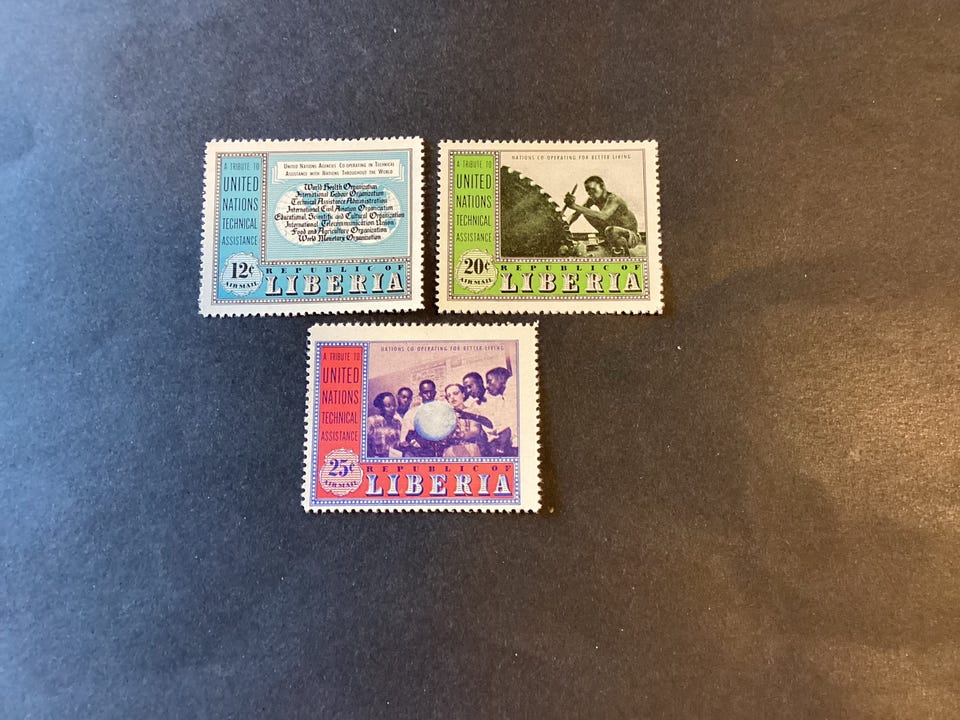 A TRIBUTE TO
UNITED
NATIONS
TECHNICAL
ASSISTANCE
UNITED NATIONS AGENCIES CO-OPERATING IN TECHNICAL
ASSISTANCE WITH NATIONS THROUGHOUT THE WORLD
World Health Organization
International Labour Organization
Technical Assistance Administration
International Civil Aviation Organization
Educational, Scientific and Cultural Organization
International Telecommunication Union
Food and Agriculture Organization
World Monetary Organization
12¢
AIR MAIL
REPUBLIC OF
LIBERIA
A TRIBUTE TO
UNITED
NATIONS
TECHNICAL
ASSISTANCE
NATIONS CO-OPERATING FOR BETTER LIVING
20¢
AIR MAIL
REPUBLIC OF
LIBERIA
A TRIBUTE TO
UNITED
NATIONS
TECHNICAL
ASSISTANCE
NATIONS CO-OPERATING FOR BETTER LIVING
25¢
AIR MAIL
REPUBLIC OF
LIBERIA